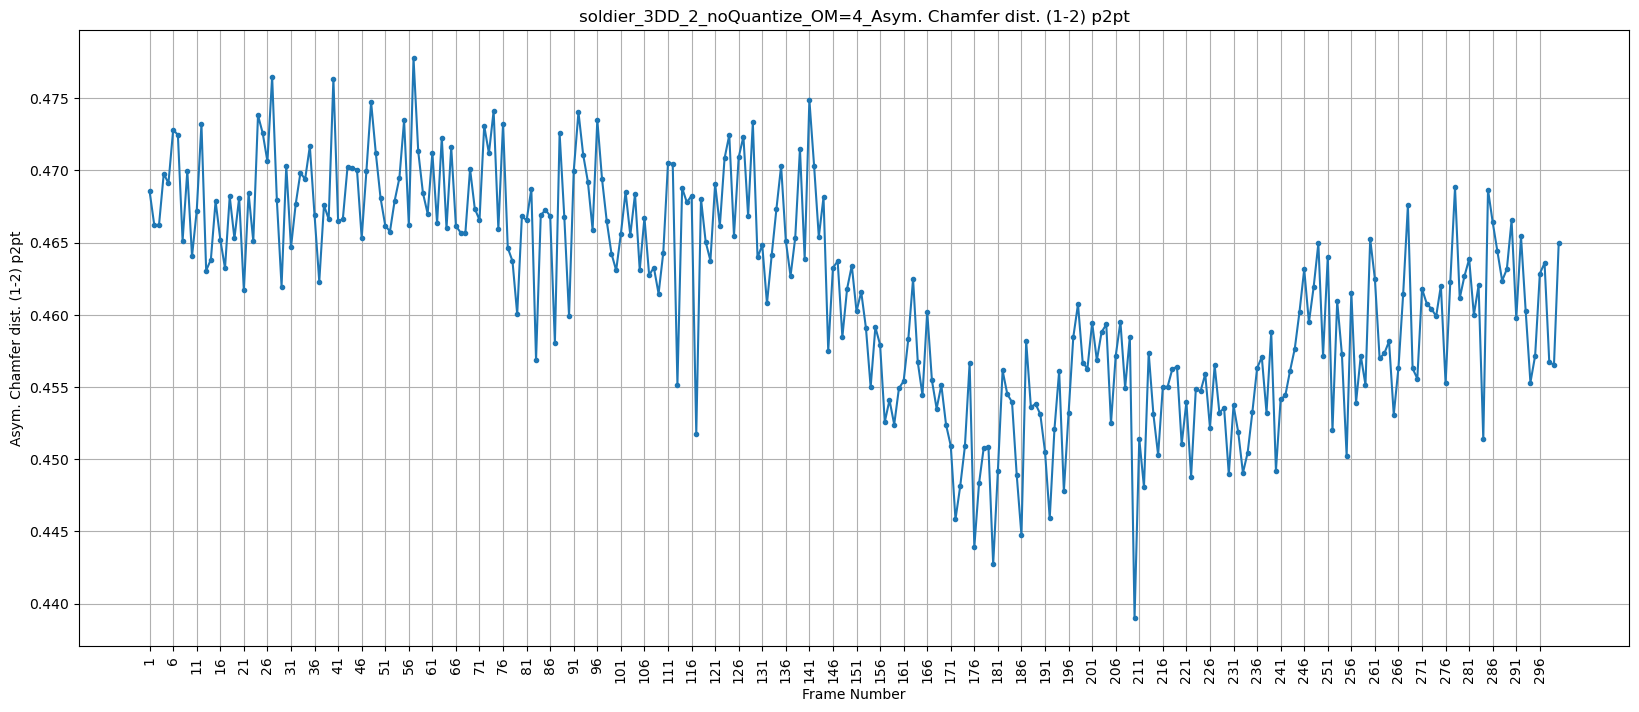 soldier_3DD_2_noQuantize_OM=4_Asym. Chamfer dist. (1-2) p2pt
Asym. Chamfer dist. (1-2) p2pt
0.475
0.470
0.465
0.460
0.455
0.450
0.445
0.440
1 6 11 16 21 26 31 36 41 46 51 56 61 66 71 76 81 86 91 96 101 106 111 116 121 126 131 136 141 146 151 156 161 166 171 176 181 186 191 196 201 206 211 216 221 226 231 236 241 246 251 256 261 266 271 276 281 286 291 296
Frame Number